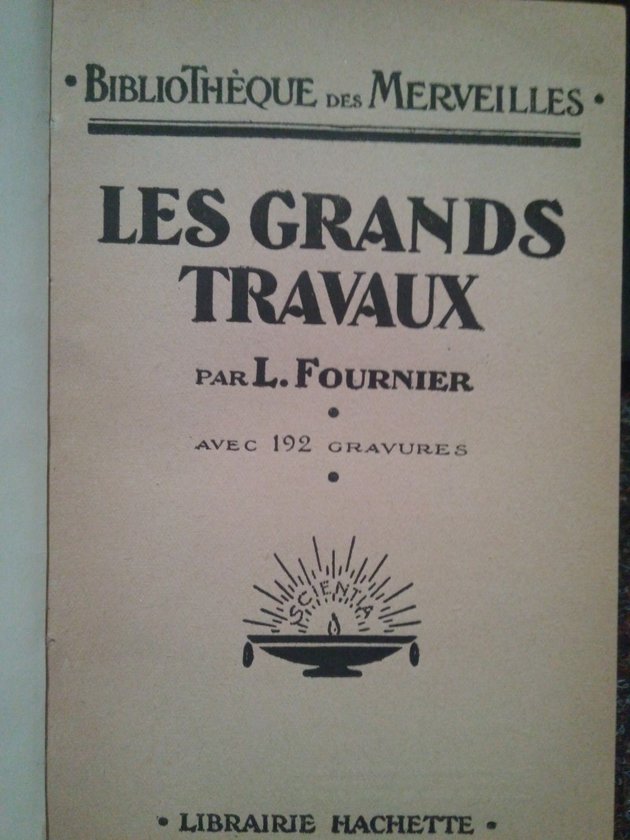 • BIBLIOTHÈQUE DES MERVEILLES •
LES GRANDS
TRAVAUX
PAR L. FOURNIER
•
AVEC 192 GRAVURES
•
SCIENTIA
• LIBRAIRIE HACHETTE •